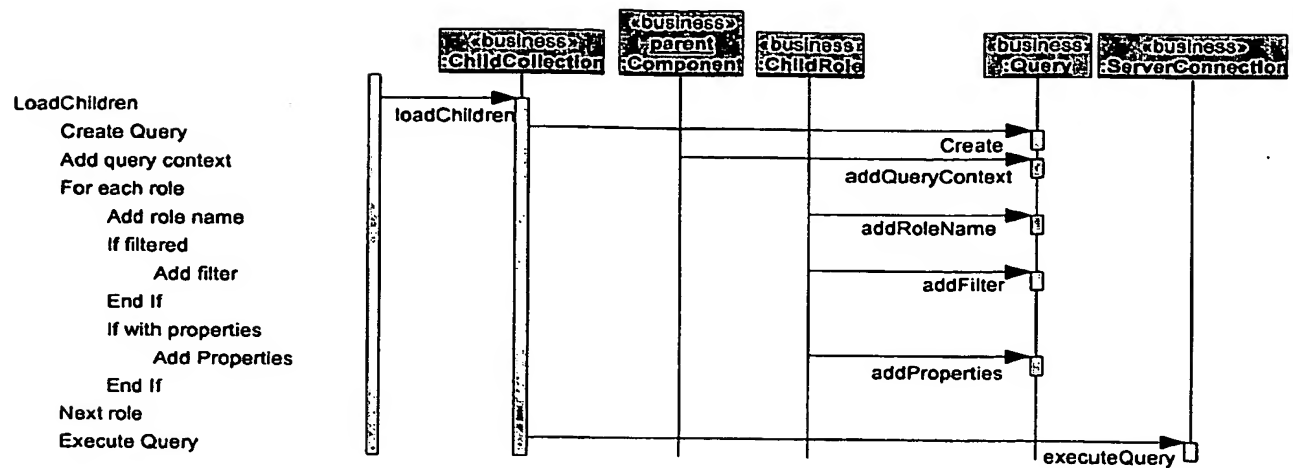 «business»
:ChildCollection
«business»
parent
:Component
«business»
:ChildRole
«business»
:Query
«business»
:ServerConnection
LoadChildren
Create Query
Add query context
For each role
Add role name
If filtered
Add filter
End If
If with properties
Add Properties
End If
Next role
Execute Query
loadChildren
Create
addQueryContext
addRoleName
addFilter
addProperties
executeQuery